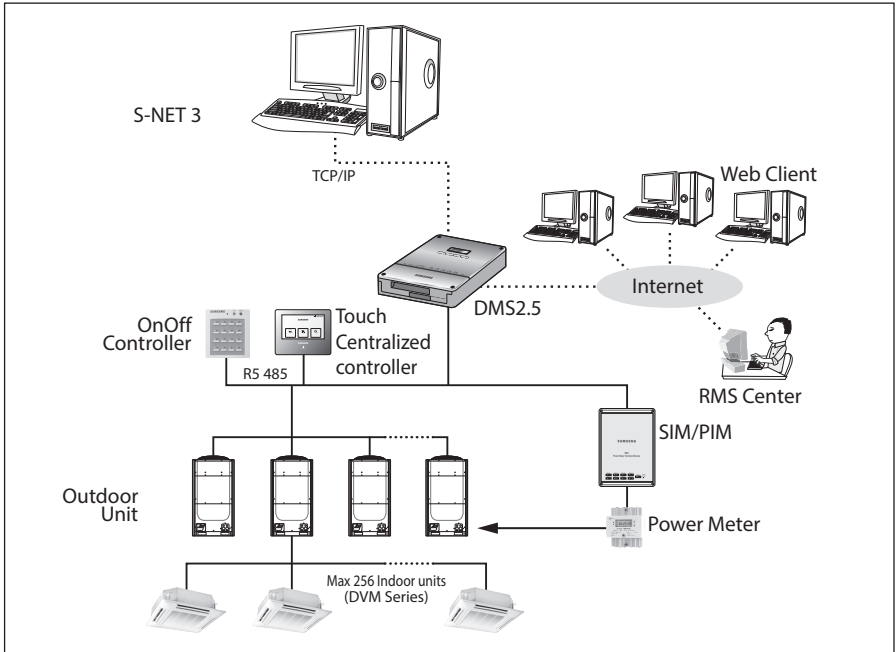 S-NET 3
TCP/IP
Web Client
Internet
DMS2.5
OnOff
Controller
Touch
Centralized
controller
R5 485
RMS Center
SIM/PIM
SAMSUNG
Outdoor
Unit
Power Meter
Max 256 Indoor units
(DVM Series)